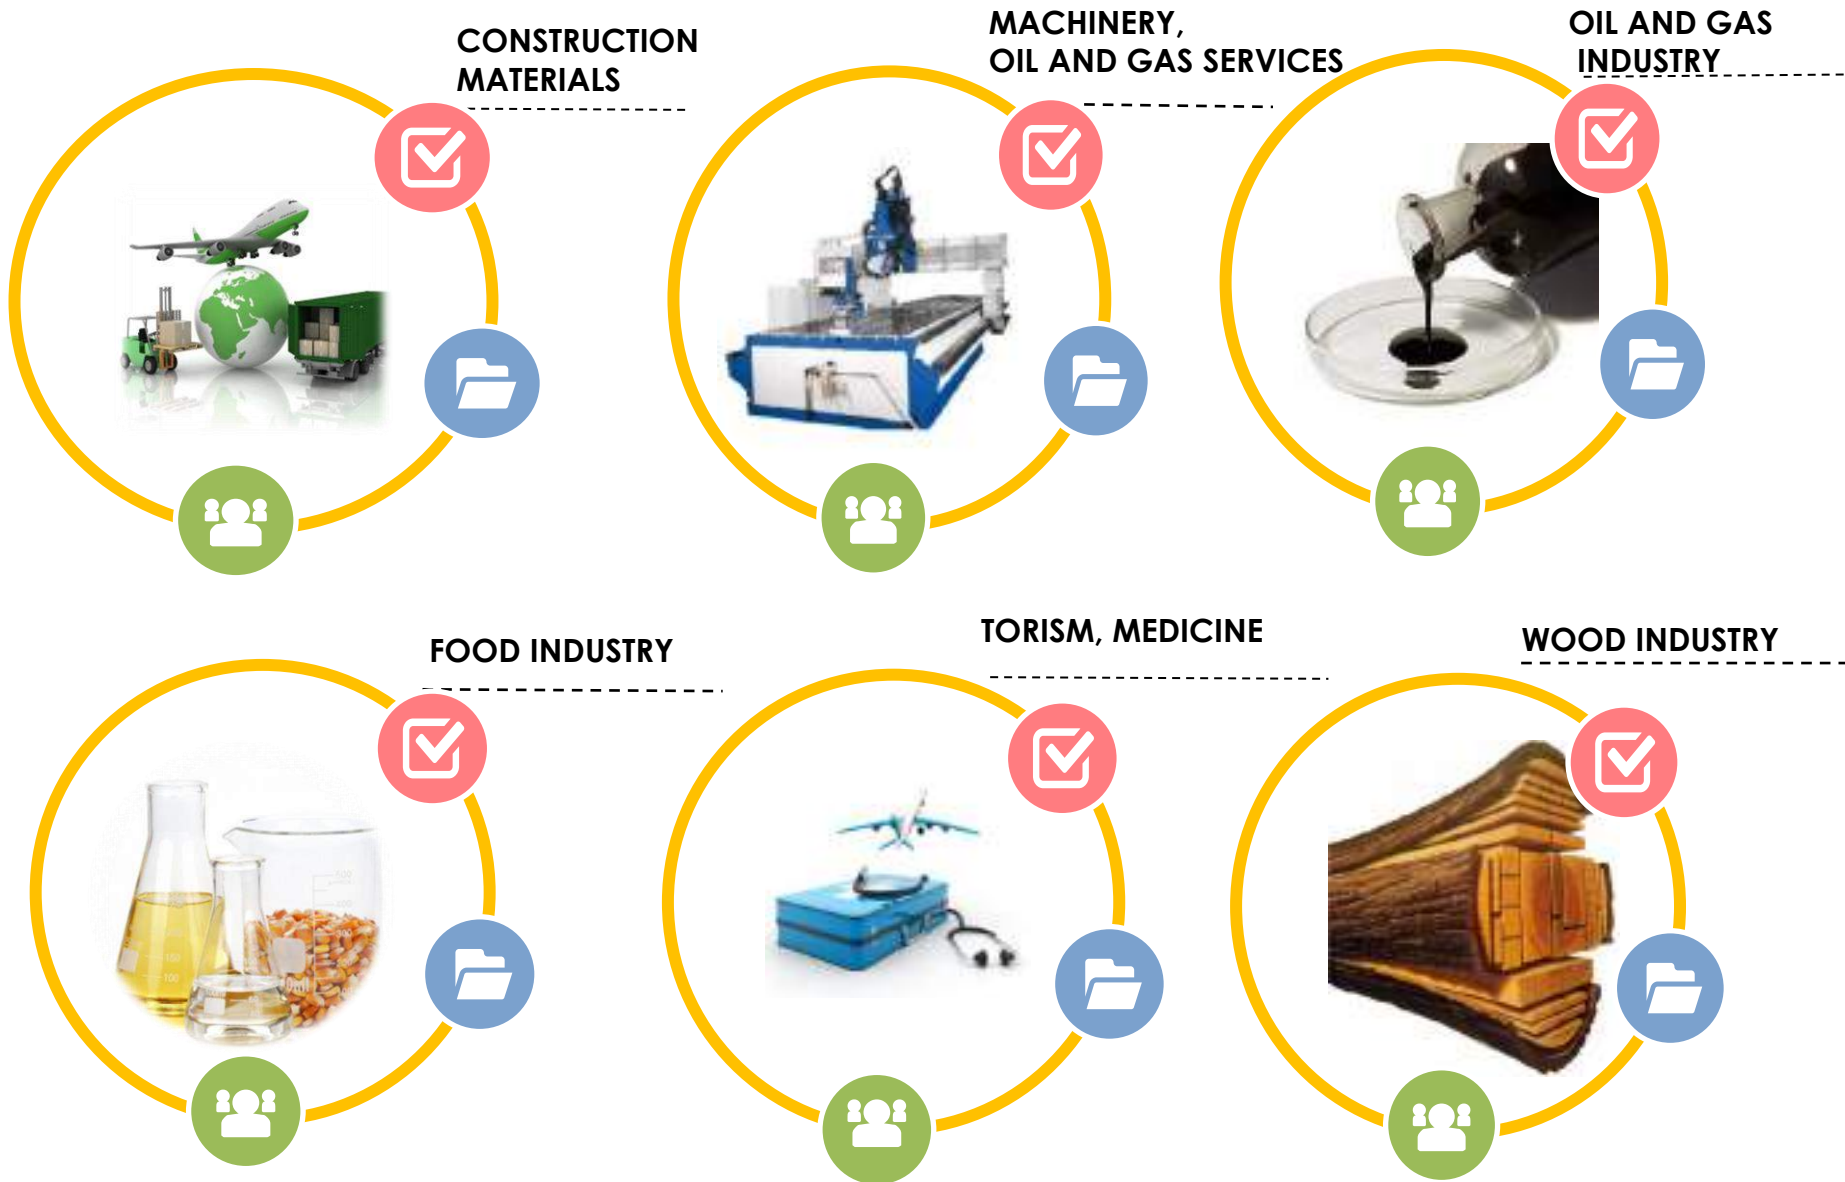 CONSTRUCTION
MATERIALS
MACHINERY,
OIL AND GAS SERVICES
OIL AND GAS
INDUSTRY
FOOD INDUSTRY
TORISM, MEDICINE
WOOD INDUSTRY